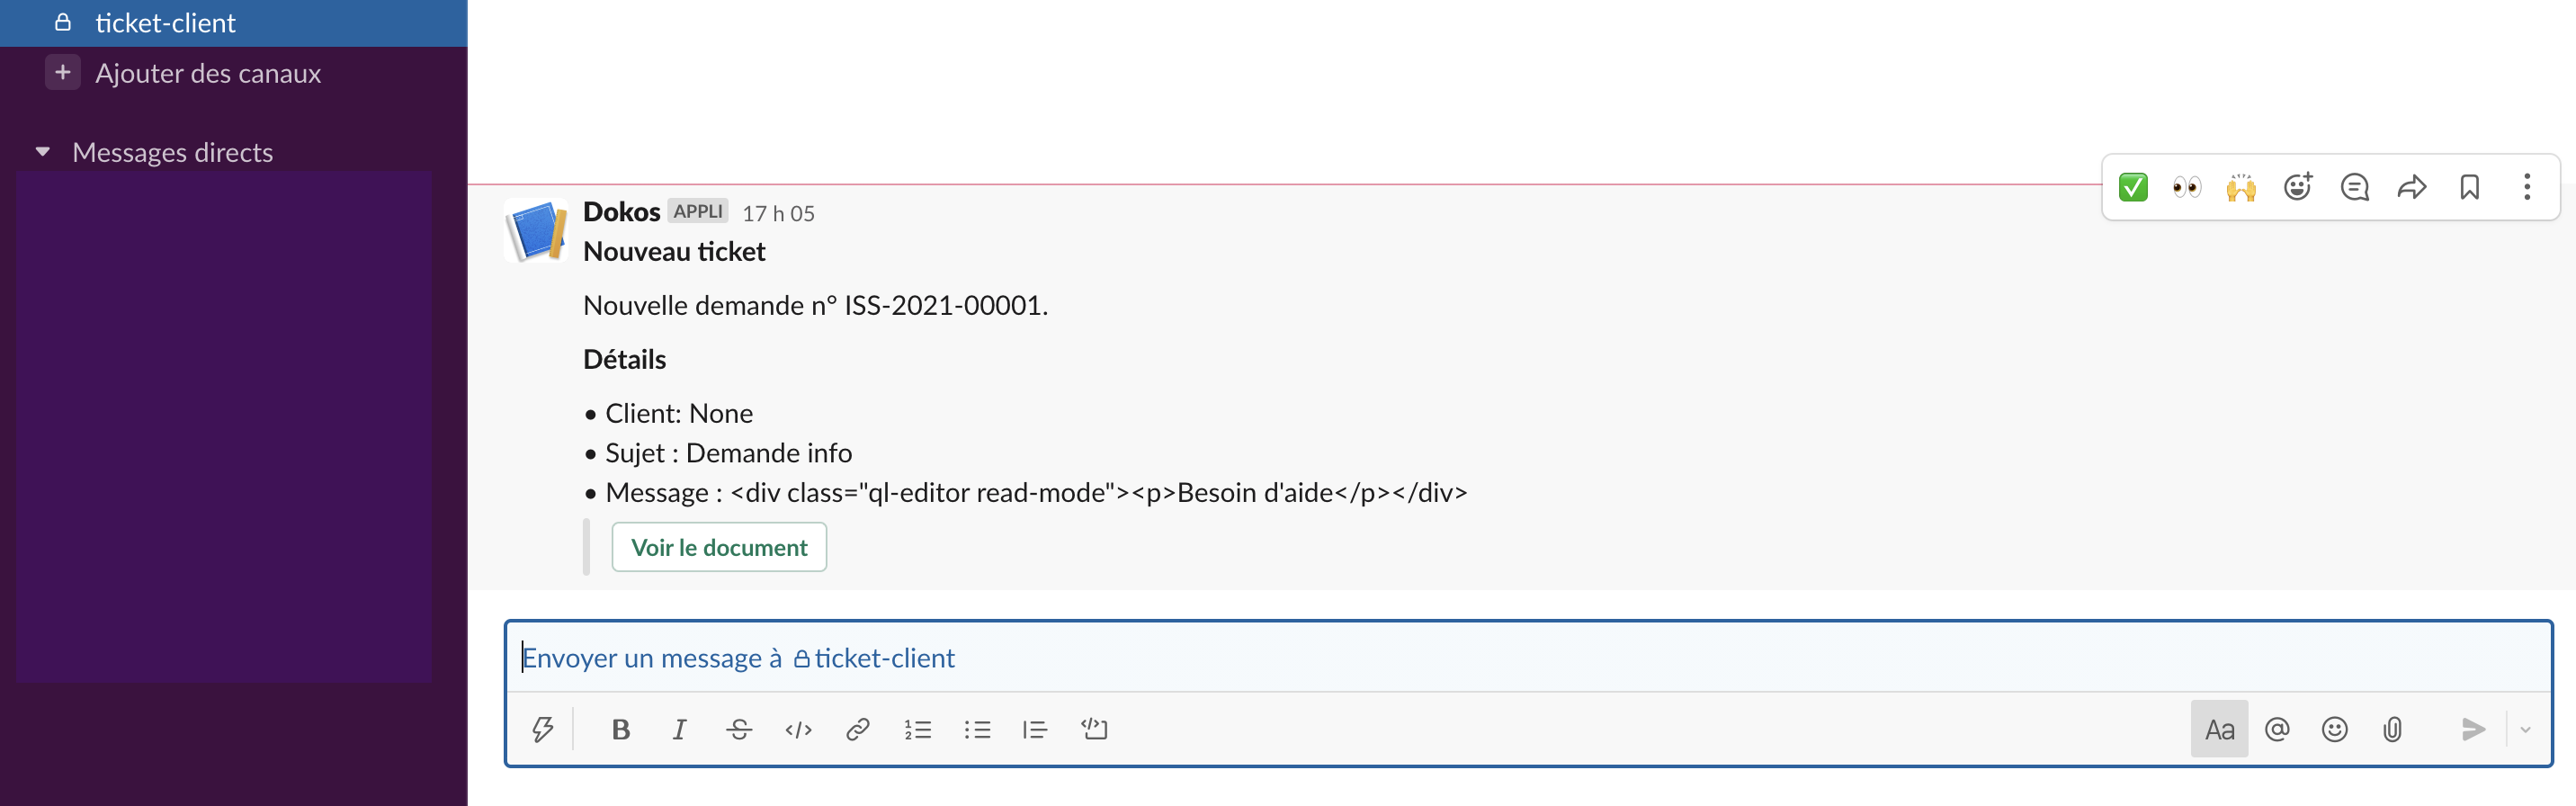 ticket-client
Ajouter des canaux
Messages directs
Dokos APPLI 17 h 05
Nouveau ticket
Nouvelle demande n° ISS-2021-00001.
Détails
• Client: None
• Sujet : Demande info
• Message : <div class="ql-editor read-mode"><p>Besoin d'aide</p></div>
Voir le document
Envoyer un message à ticket-client
Aa